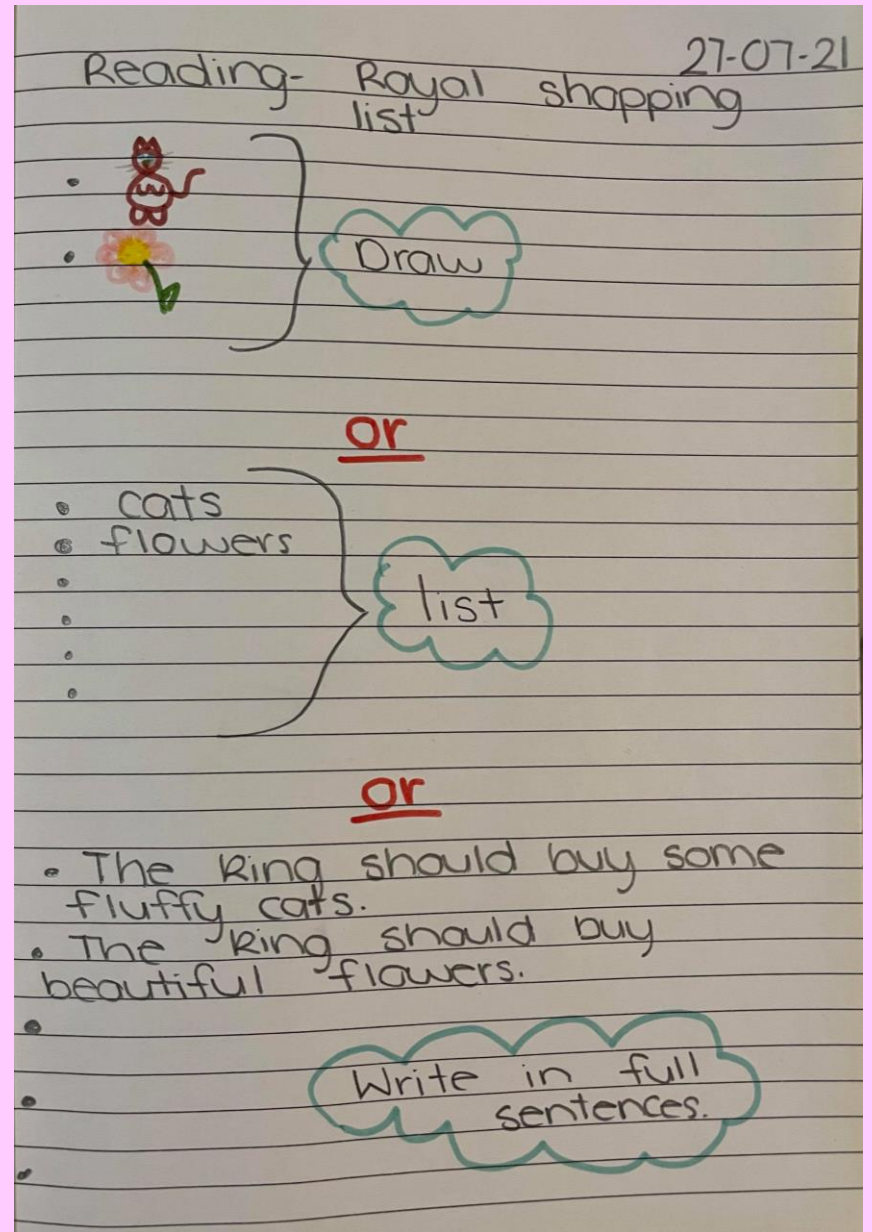 27-07-21
Reading- Royal shopping
list
Draw
or
• cats
• flowers
•
•
•
•
list
or
• The King should buy some
fluffy cats.
• The King should buy
beautiful flowers.
•
•
•
Write in full
sentences.